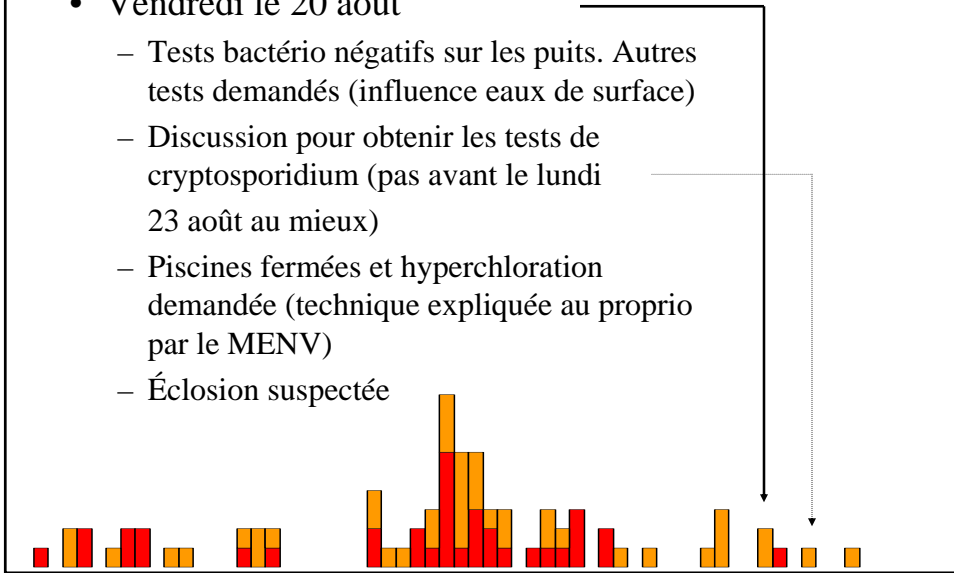 • Vendredi le 20 août
– Tests bactério négatifs sur les puits. Autres
tests demandés (influence eaux de surface)
– Discussion pour obtenir les tests de
cryptosporidium (pas avant le lundi
23 août au mieux)
– Piscines fermées et hyperchloration
demandée (technique expliquée au proprio
par le MENV)
– Éclosion suspectée